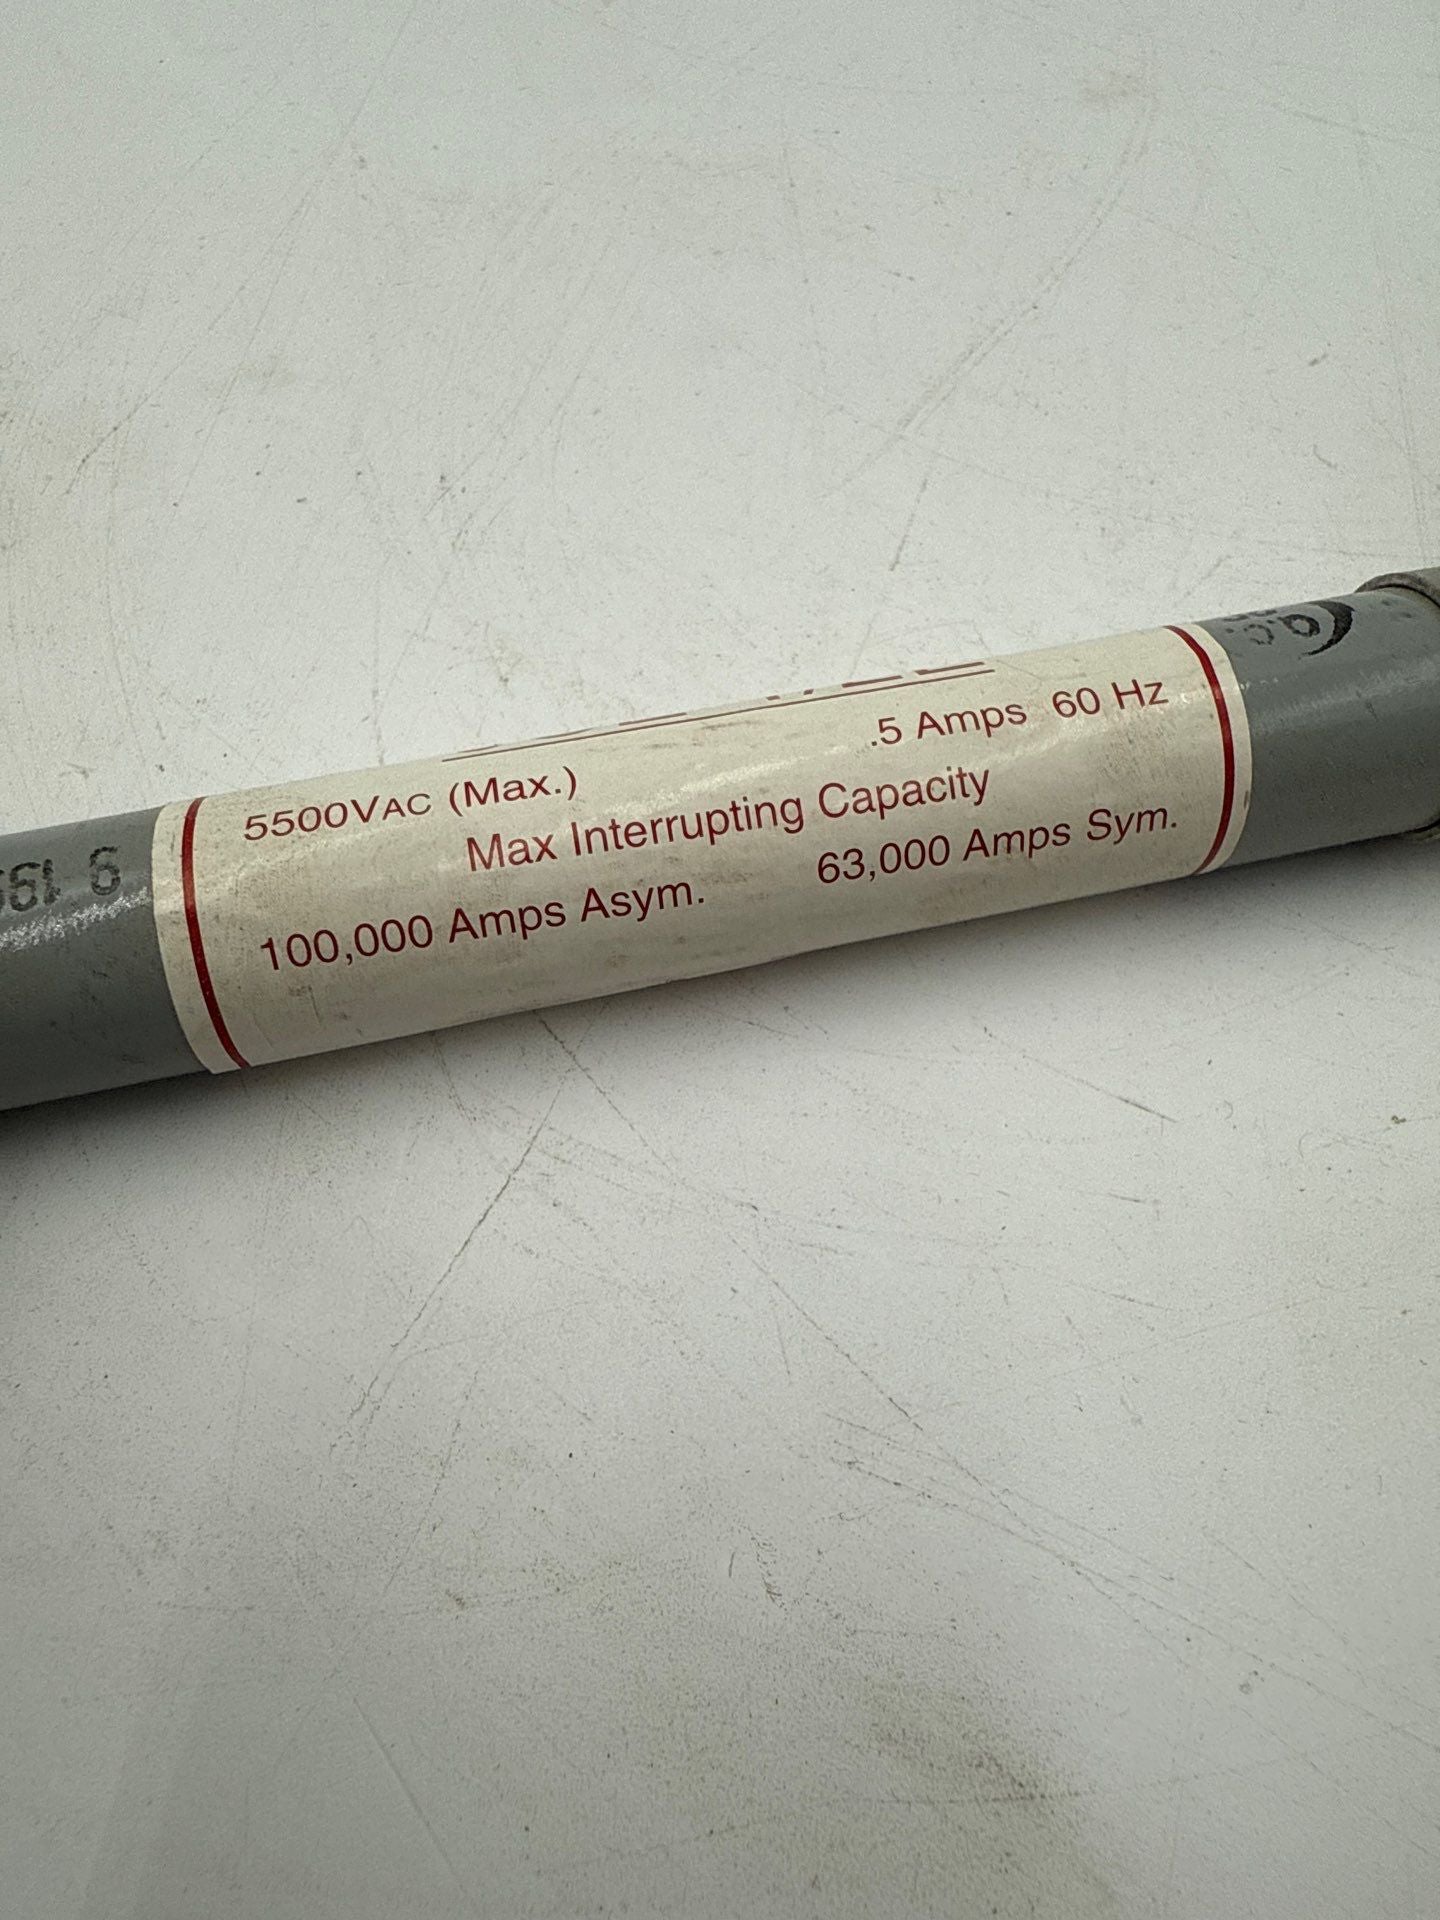 5500VAC (Max.) .5 Amps 60 Hz
Max Interrupting Capacity
100,000 Amps Asym. 63,000 Amps Sym.